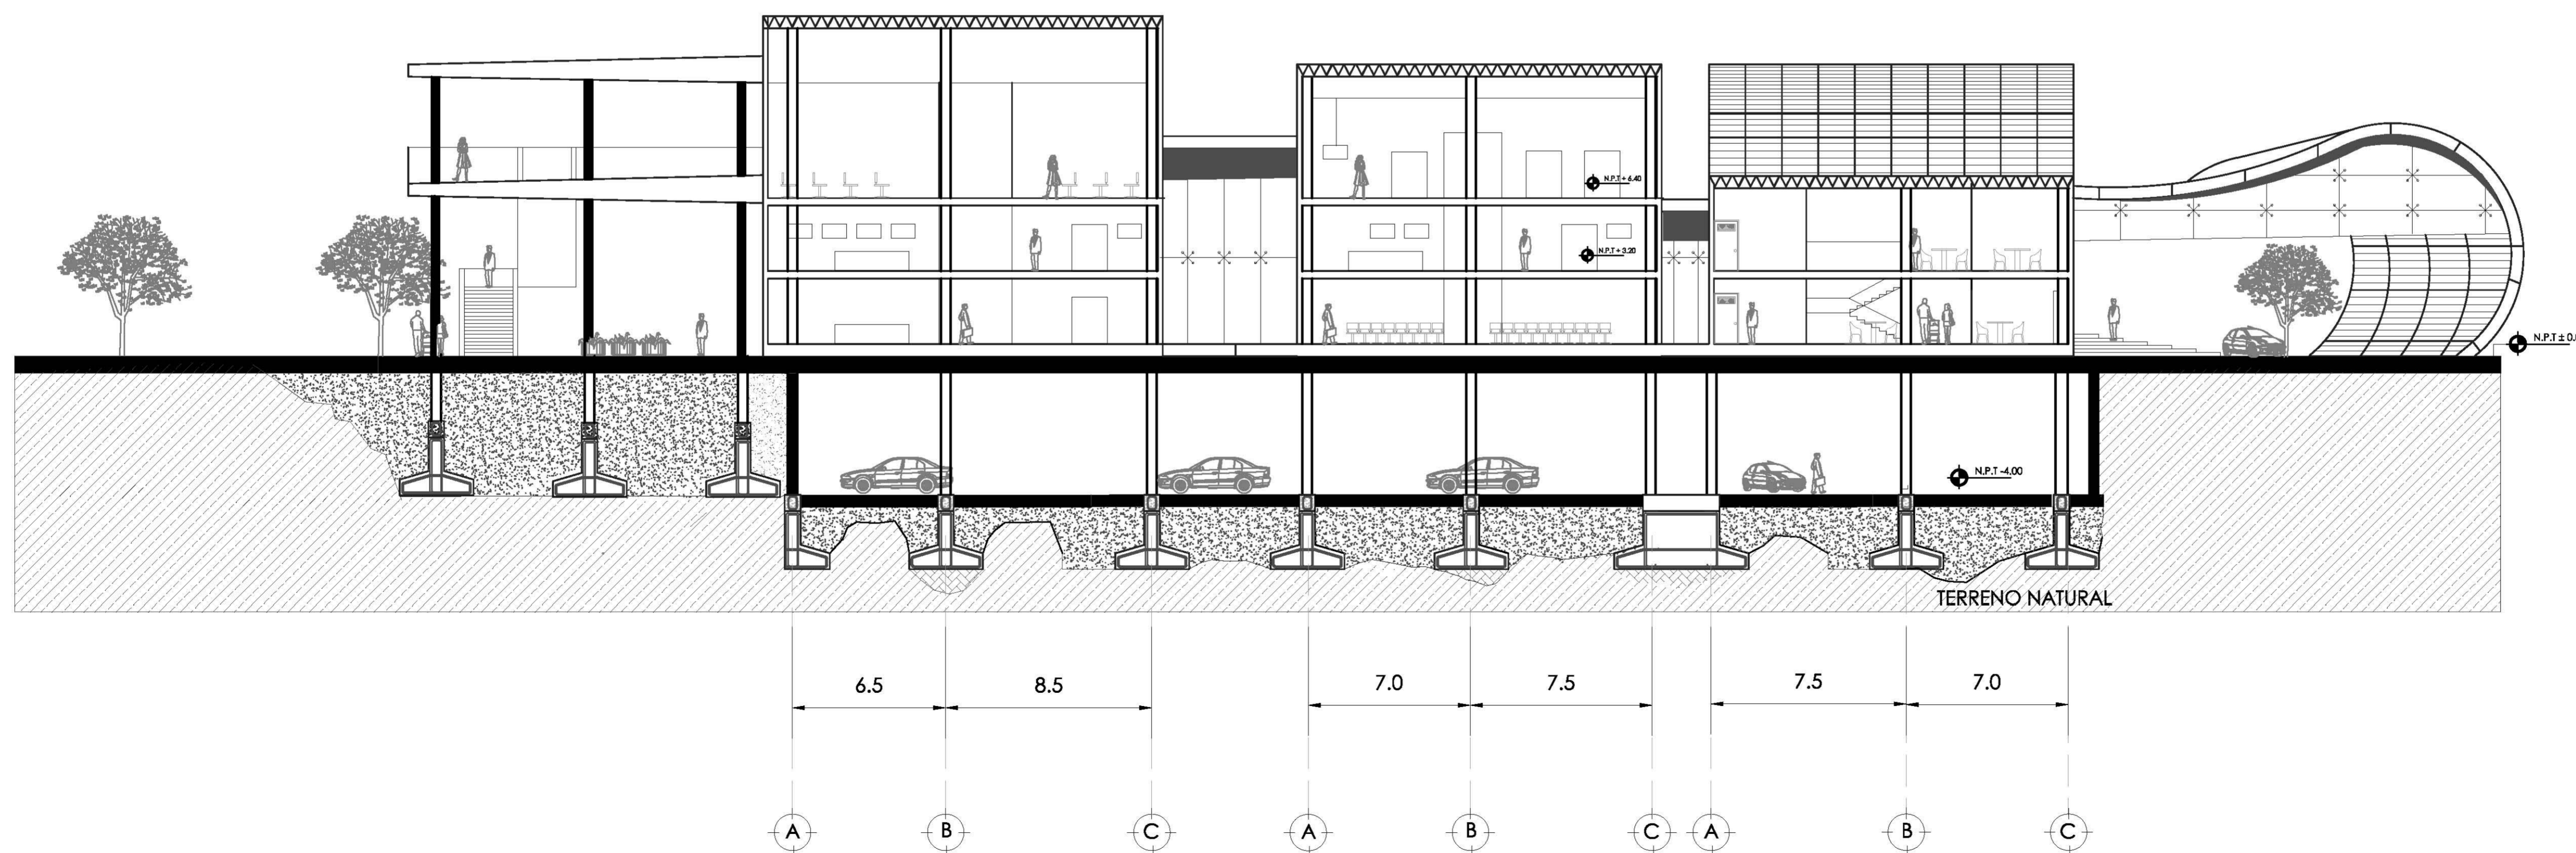 N.P.T + 6.40
N.P.T + 3.20
N.P.T ± 0.
N.P.T -4.00
TERRENO NATURAL
6.5 8.5 7.0 7.5 7.5 7.0
A B C A B C A B C